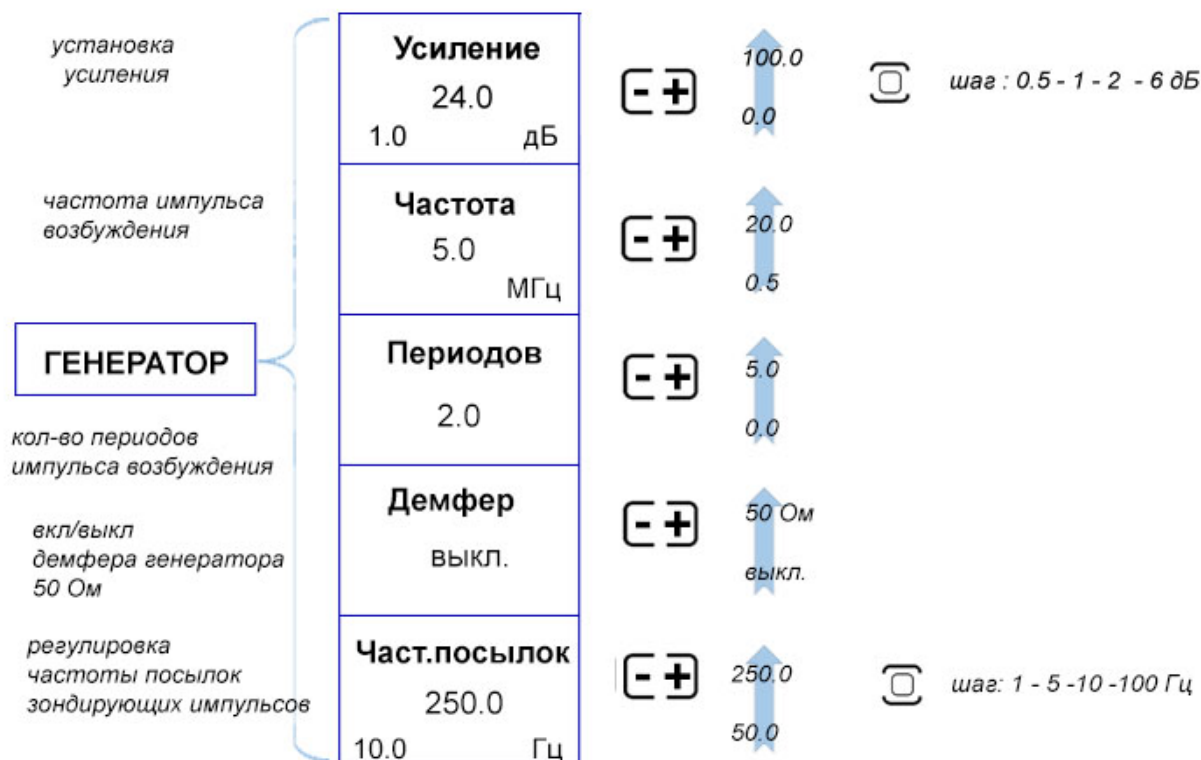 установка
усиления
Усиление
24.0
1.0 дБ
- +
100.0
0.0
шаг : 0.5 - 1 - 2 - 6 дБ
частота импульса
возбуждения
Частота
5.0
МГц
- +
20.0
0.5
ГЕНЕРАТОР
Периодов
2.0
- +
5.0
0.0
кол-во периодов
импульса возбуждения
вкл/выкл
демфера генератора
50 Ом
Демфер
выкл.
- +
50 Ом
выкл.
регулировка
частоты посылок
зондирующих импульсов
Част.посылок
250.0
10.0 Гц
- +
250.0
50.0
шаг: 1 - 5 -10 -100 Гц